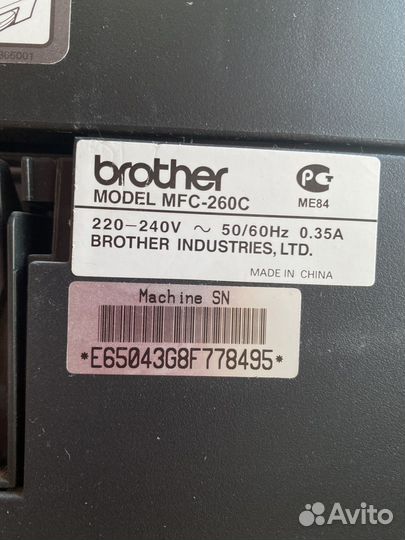 brother
MODEL MFC-260C
220-240V ~ 50/60Hz 0.35A
BROTHER INDUSTRIES, LTD.
MADE IN CHINA
РСТ
ME84
Machine SN
*E65043G8F778495*
Avito